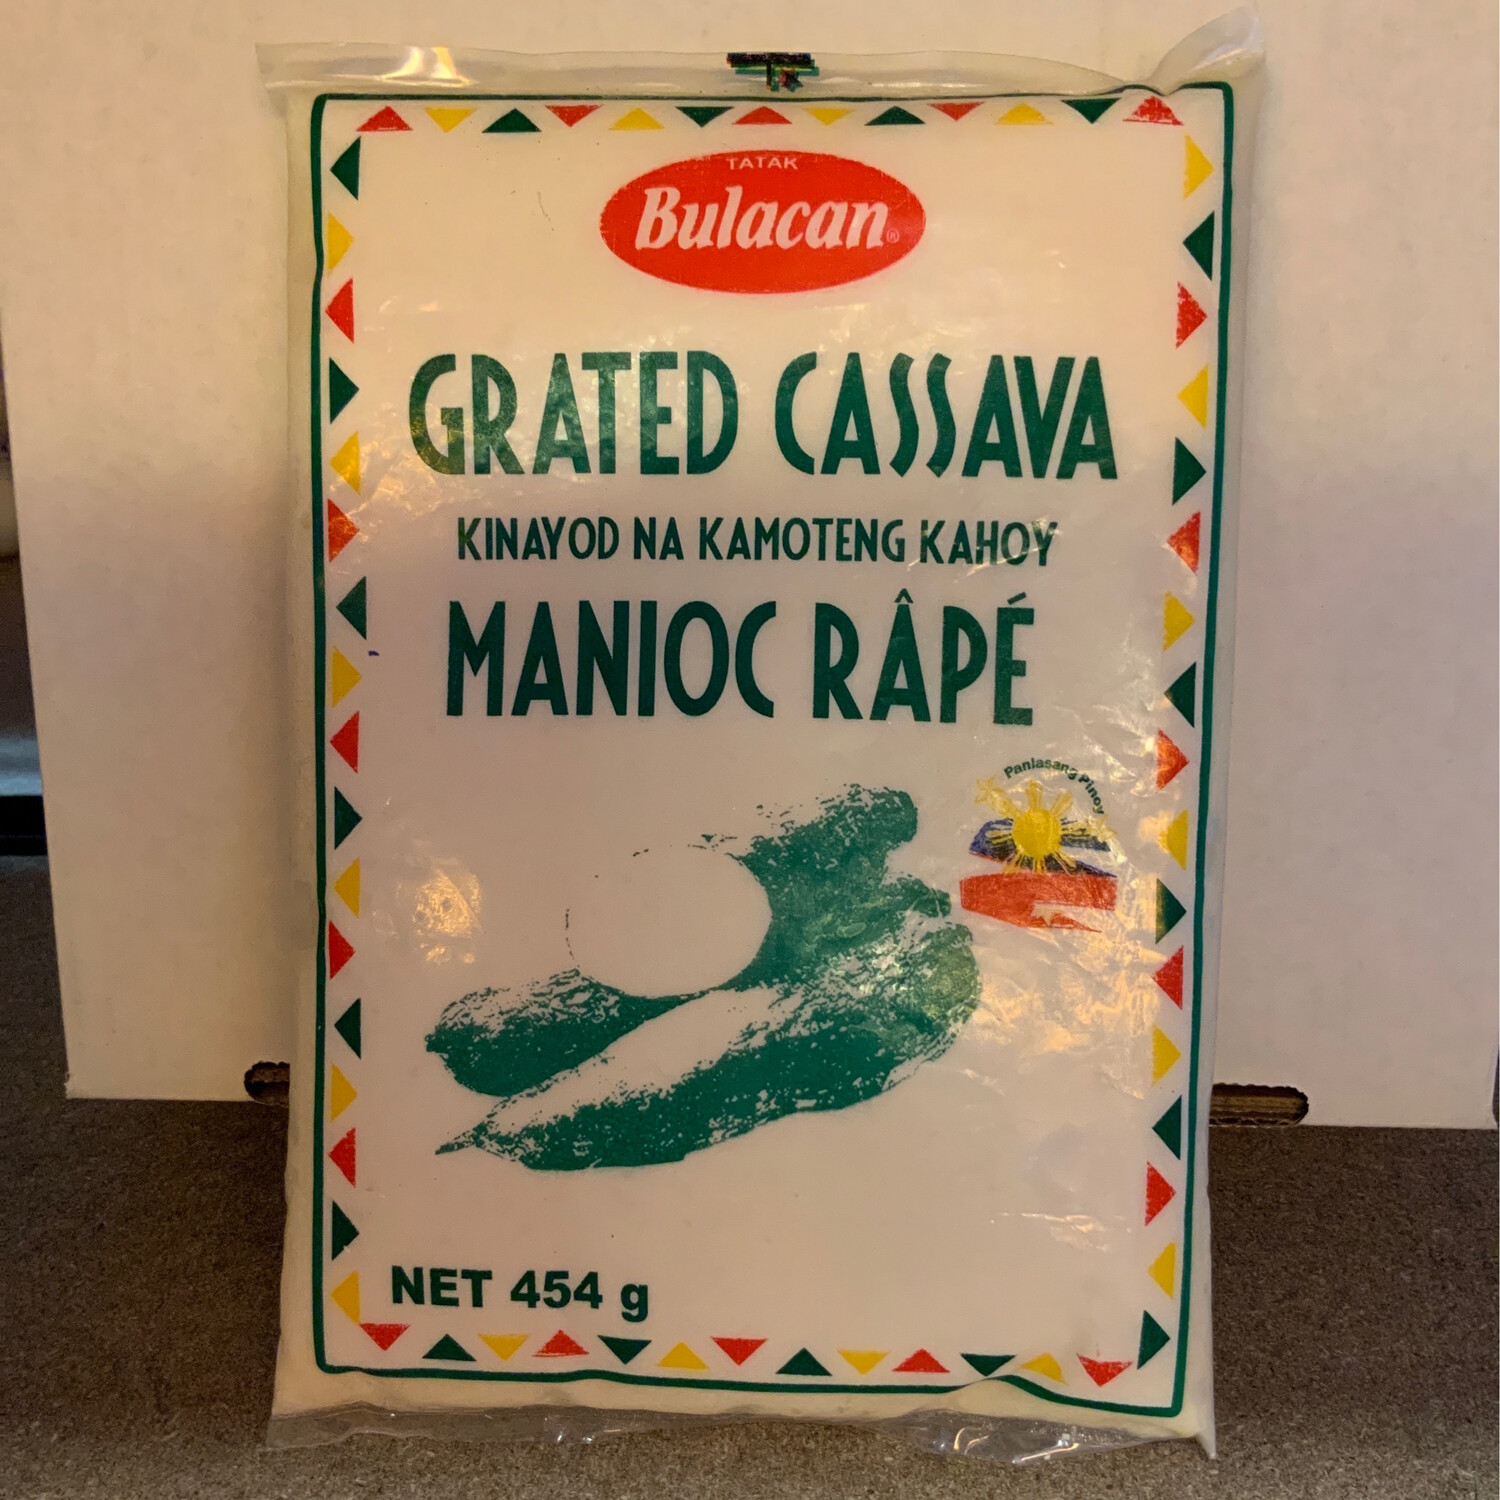 TATAK
Bulacan®
GRATED CASSAVA
KINAYOD NA KAMOTENG KAHOY
MANIOC RÂPÉ
Panlasang Pinoy
NET 454 g